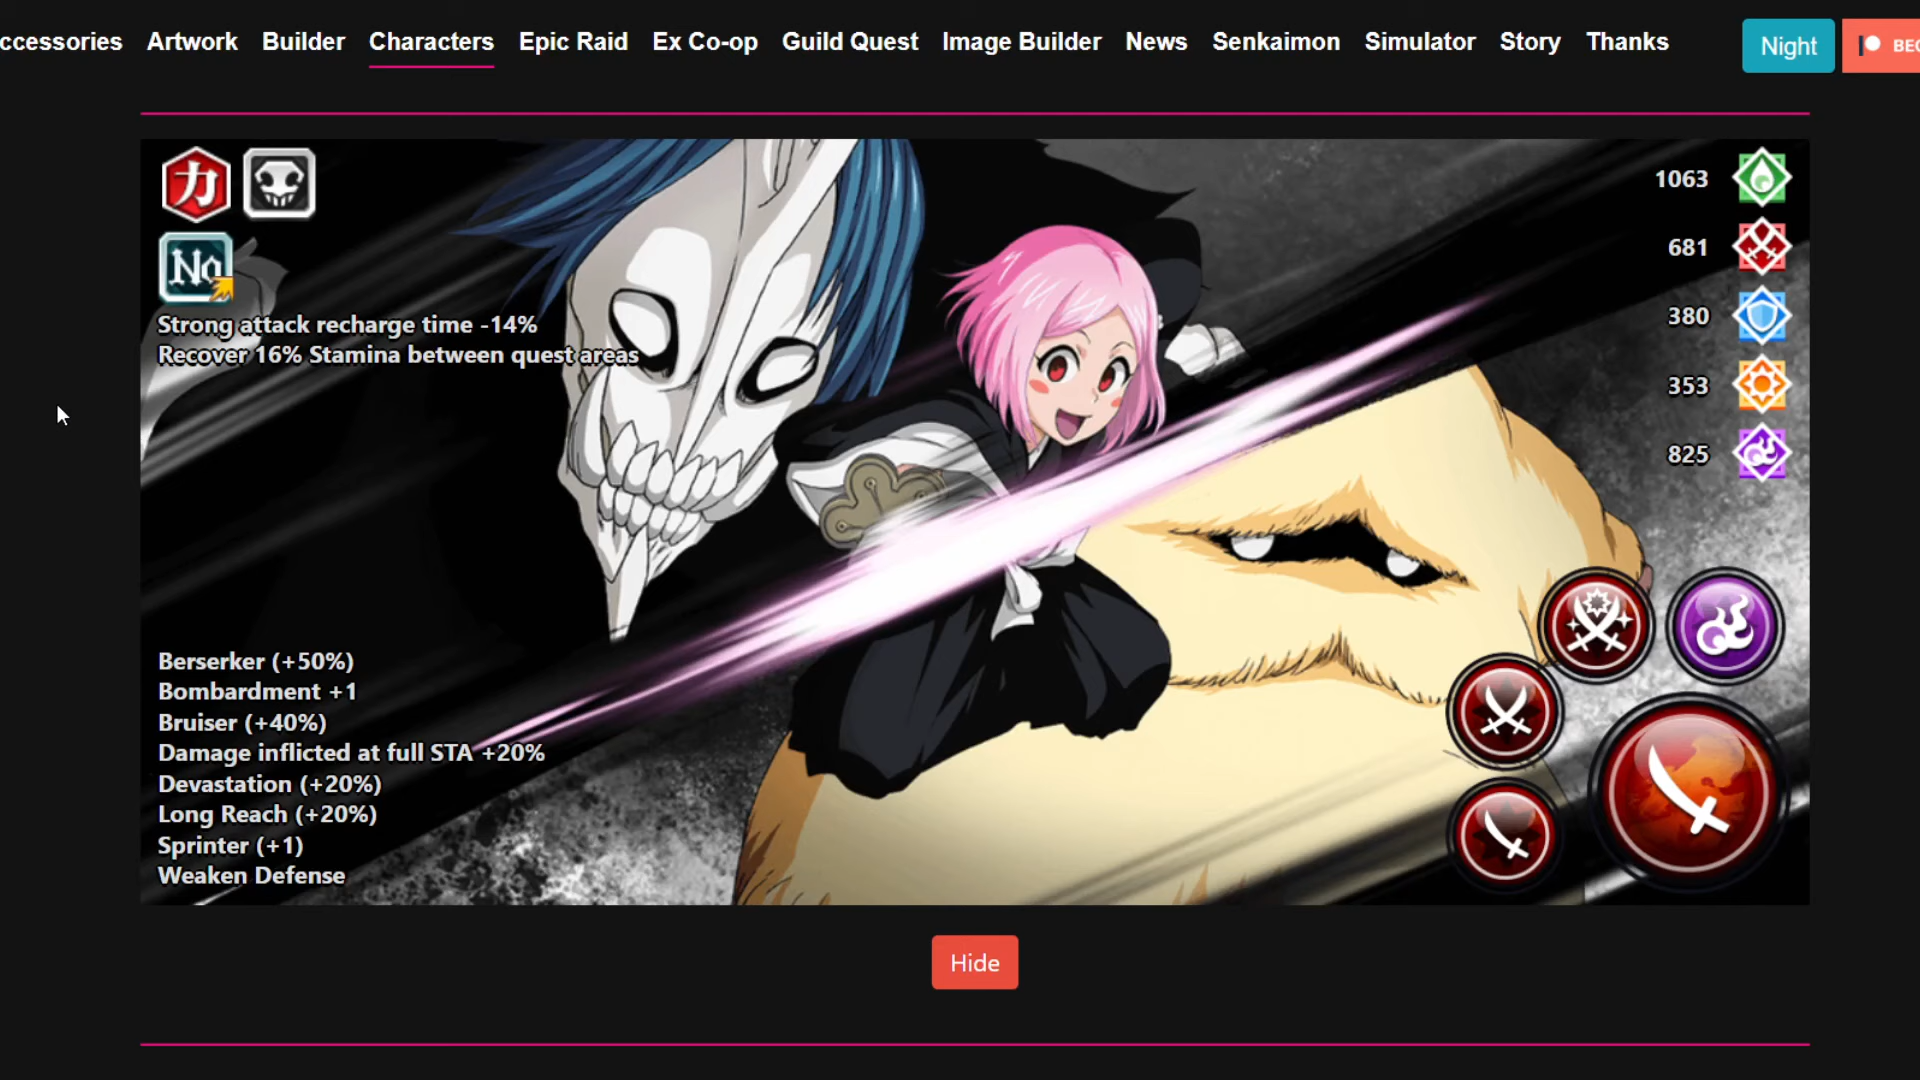 ccessories Artwork Builder Characters Epic Raid Ex Co-op Guild Quest Image Builder News Senkaimon Simulator Story Thanks Night BEC
力
No
Strong attack recharge time -14%
Recover 16% Stamina between quest areas
1063
681
380
353
825
Berserker (+50%)
Bombardment +1
Bruiser (+40%)
Damage inflicted at full STA +20%
Devastation (+20%)
Long Reach (+20%)
Sprinter (+1)
Weaken Defense
Hide